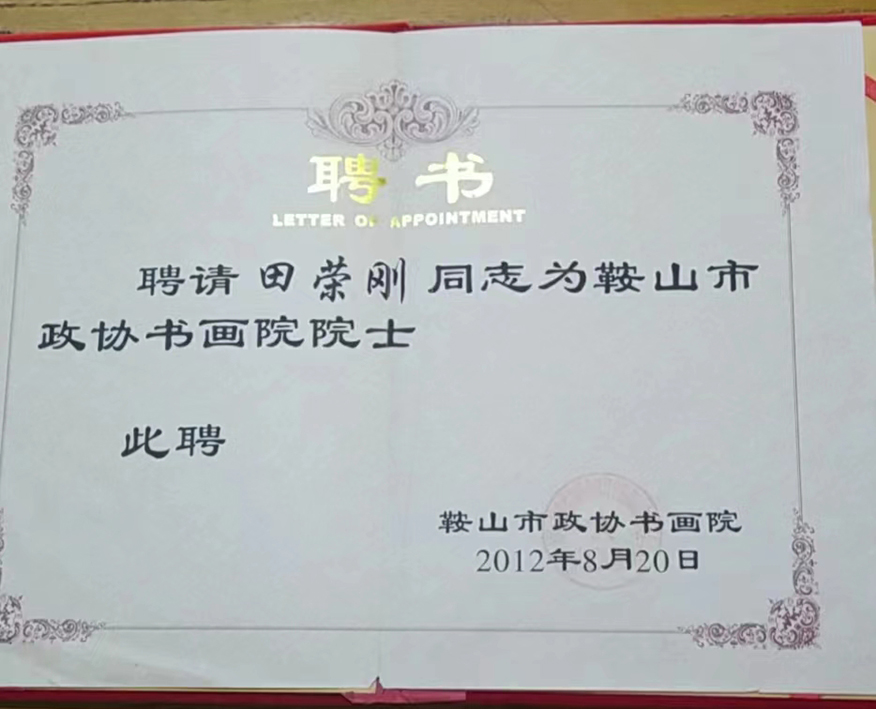 聘书
LETTER OF APPOINTMENT
聘请 田荣刚 同志为鞍山市
政协书画院院士
此聘
鞍山市政协书画院
2012年8月20日